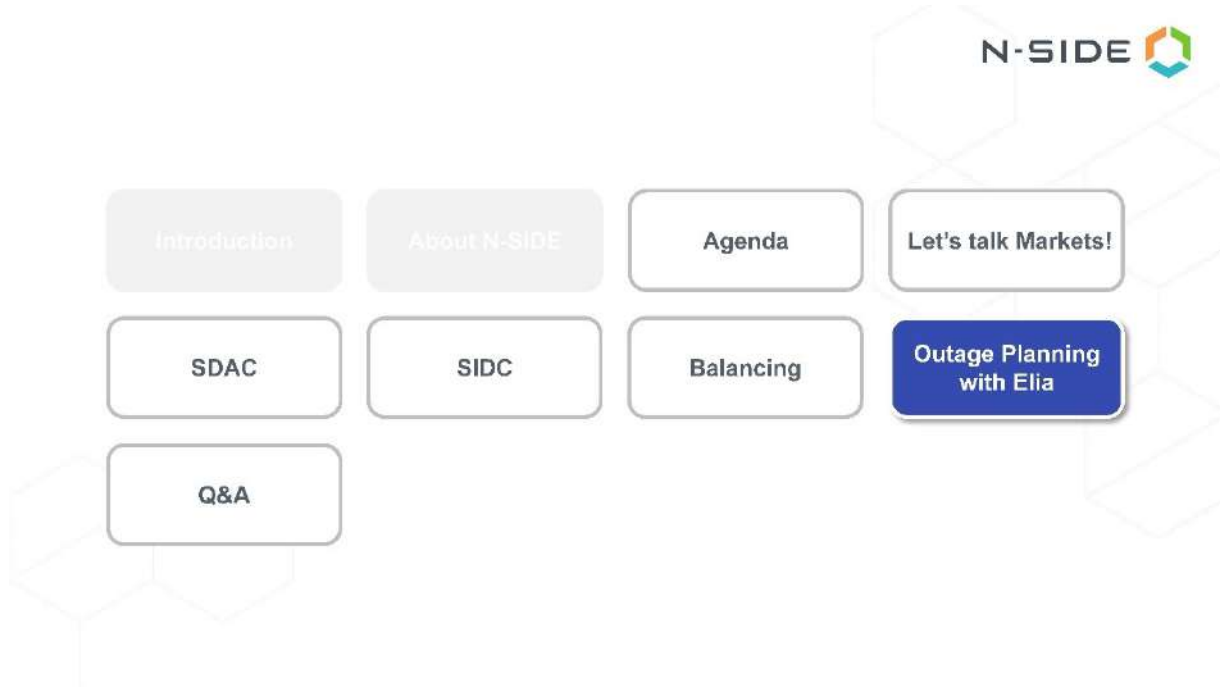 N-SIDE
Introduction
About N-SIDE
Agenda
Let's talk Markets!
SDAC
SIDC
Balancing
Outage Planning
with Elia
Q&A